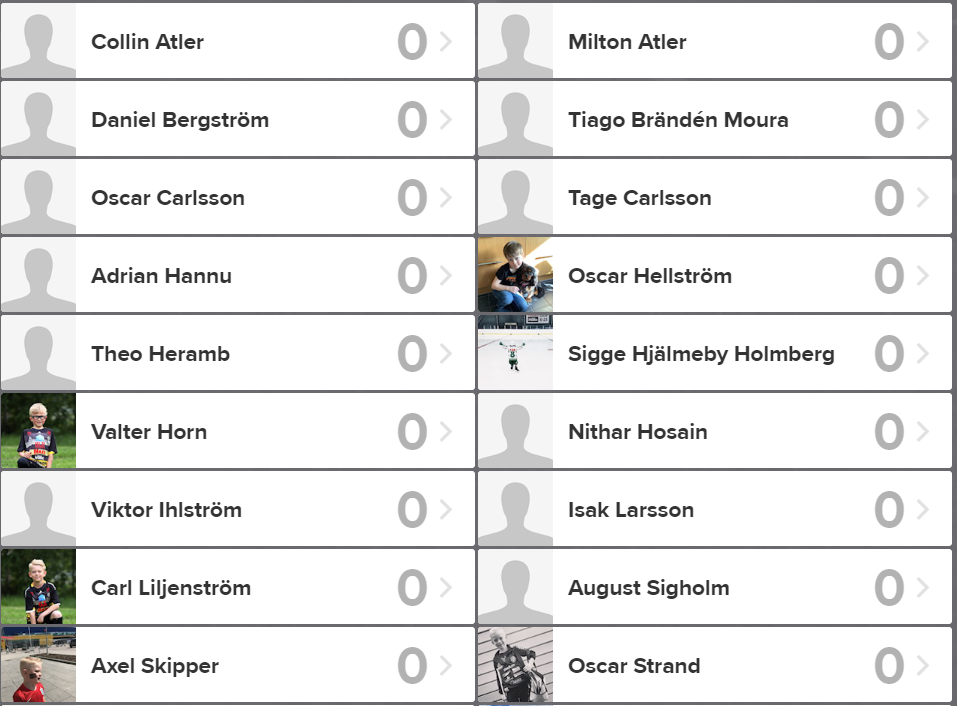 Collin Atler 0
Milton Atler 0
Daniel Bergström 0
Tiago Brändén Moura 0
Oscar Carlsson 0
Tage Carlsson 0
Adrian Hannu 0
Oscar Hellström 0
Theo Heramb 0
Sigge Hjälmeby Holmberg 0
Valter Horn 0
Nithar Hosain 0
Viktor Ihlström 0
Isak Larsson 0
Carl Liljenström 0
August Sigholm 0
Axel Skipper 0
Oscar Strand 0